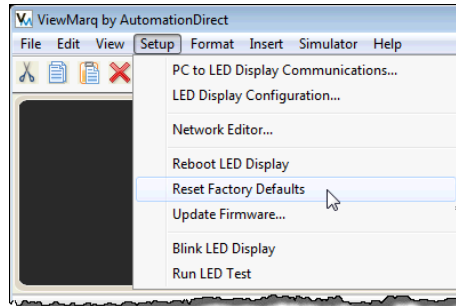 ViewMarq by AutomationDirect
File Edit View Setup Format Insert Simulator Help
PC to LED Display Communications...
LED Display Configuration...
Network Editor...
Reboot LED Display
Reset Factory Defaults
Update Firmware...
Blink LED Display
Run LED Test